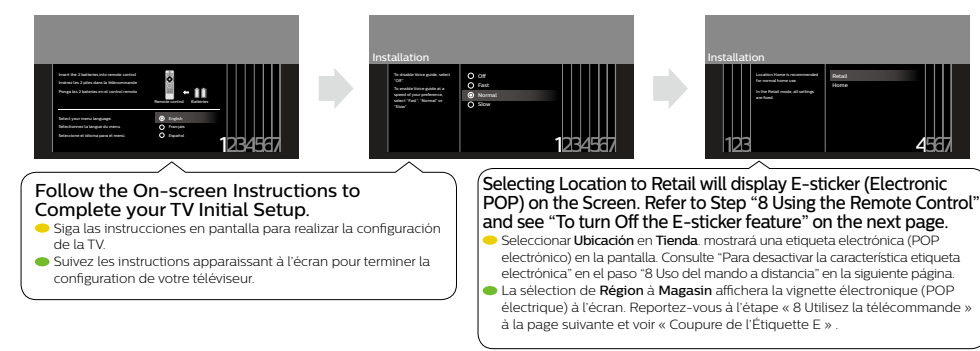 Insert the 2 batteries into remote control
Insérez les 2 piles dans la télécommande
Ponga las 2 baterías en el control remoto
Remote control
Batteries
Select your menu language
Sélectionnez la langue du menu
Seleccione el idioma para el menú
English
Français
Español
1234567
Installation
To disable Voice guide, select
"Off".
To enable Voice guide at a
speed of your preference,
select "Fast", "Normal" or
"Slow".
Off
Fast
Normal
Slow
1234567
Installation
Location Home is recommended
for normal home use.
In the Retail mode, all settings
are fixed.
Retail
Home
123
4567
Follow the On-screen Instructions to
Complete your TV Initial Setup.
Siga las instrucciones en pantalla para realizar la configuración
de la TV.
Suivez les instructions apparaissant à l'écran pour terminer la
configuration de votre téléviseur.
Selecting Location to Retail will display E-sticker (Electronic
POP) on the Screen. Refer to Step “8 Using the Remote Control”
and see “To turn Off the E-sticker feature” on the next page.
Seleccionar Ubicación en Tienda. mostrará una etiqueta electrónica (POP
electrónico) en la pantalla. Consulte “Para desactivar la característica etiqueta
electrónica” en el paso “8 Uso del mando a distancia” en la siguiente página.
La sélection de Région à Magasin affichera la vignette électronique (POP
électrique) à l'écran. Reportez-vous à l'étape « 8 Utilisez la télécommande »
à la page suivante et voir « Coupure de l'Étiquette E » .